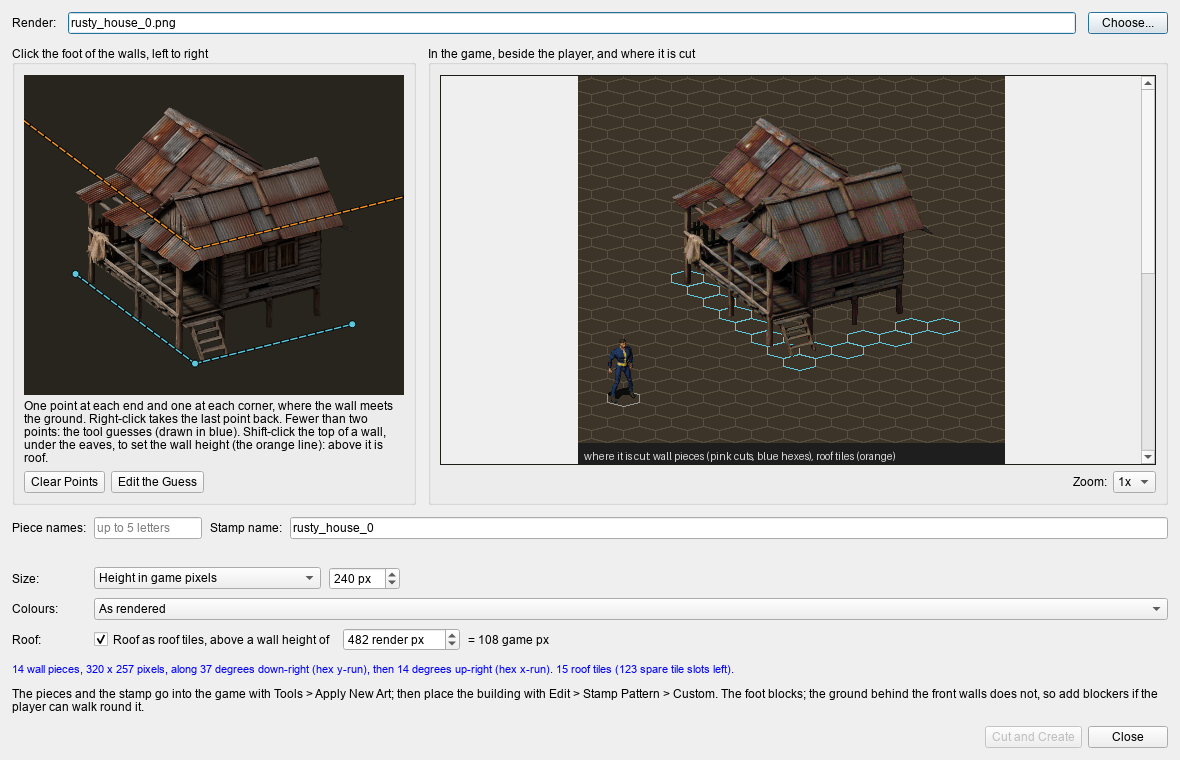 Render:
rusty_house_0.png
Choose...
Click the foot of the walls, left to right
In the game, beside the player, and where it is cut
One point at each end and one at each corner, where the wall meets
the ground. Right-click takes the last point back. Fewer than two
points: the tool guesses (drawn in blue). Shift-click the top of a wall,
under the eaves, to set the wall height (the orange line): above it is
roof.
where it is cut: wall pieces (pink cuts, blue hexes), roof tiles (orange)
Clear Points
Edit the Guess
Zoom:
1x
Piece names:
up to 5 letters
Stamp name:
rusty_house_0
Size:
Height in game pixels
240 px
Colours:
As rendered
Roof:
Roof as roof tiles, above a wall height of
482 render px
= 108 game px
14 wall pieces, 320 x 257 pixels, along 37 degrees down-right (hex y-run), then 14 degrees up-right (hex x-run). 15 roof tiles (123 spare tile slots left).
The pieces and the stamp go into the game with Tools > Apply New Art; then place the building with Edit > Stamp Pattern > Custom. The foot blocks; the ground behind the front walls does not, so add blockers if the
player can walk round it.
Cut and Create
Close